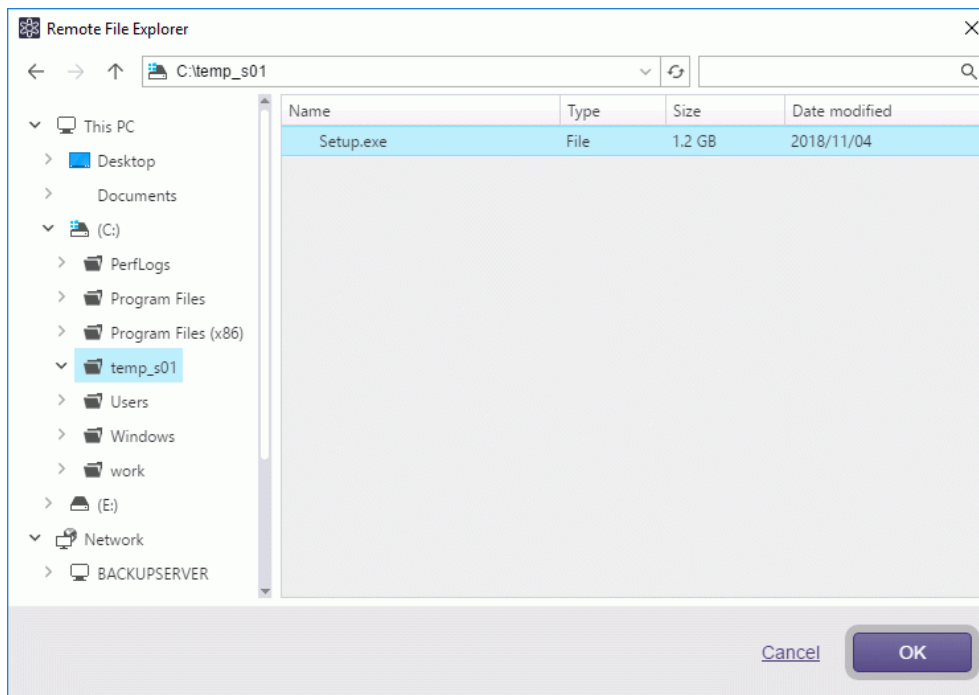 Remote File Explorer
C:\temp_s01
Name Type Size Date modified
Setup.exe File 1.2 GB 2018/11/04
This PC
Desktop
Documents
(C:)
PerfLogs
Program Files
Program Files (x86)
temp_s01
Users
Windows
work
(E:)
Network
BACKUPSERVER
Cancel OK